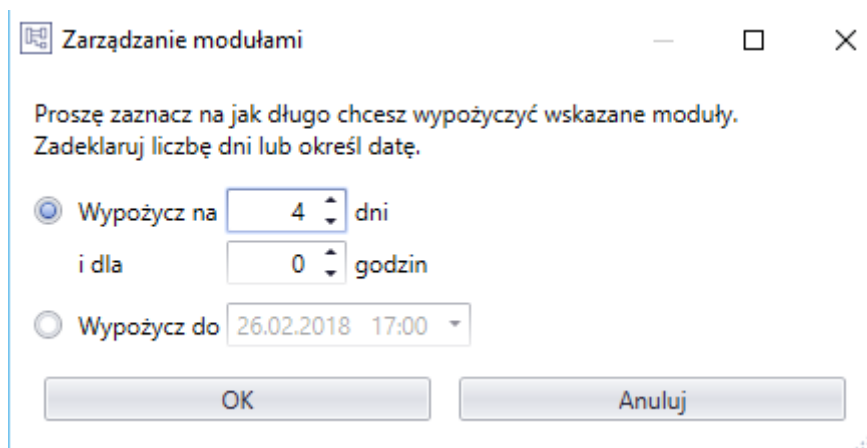 Zarządzanie modułami
Proszę zaznacz na jak długo chcesz wypożyczyć wskazane moduły.
Zadeklaruj liczbę dni lub określ datę.
Wypożycz na 4 dni
i dla 0 godzin
Wypożycz do 26.02.2018 17:00
OK Anuluj